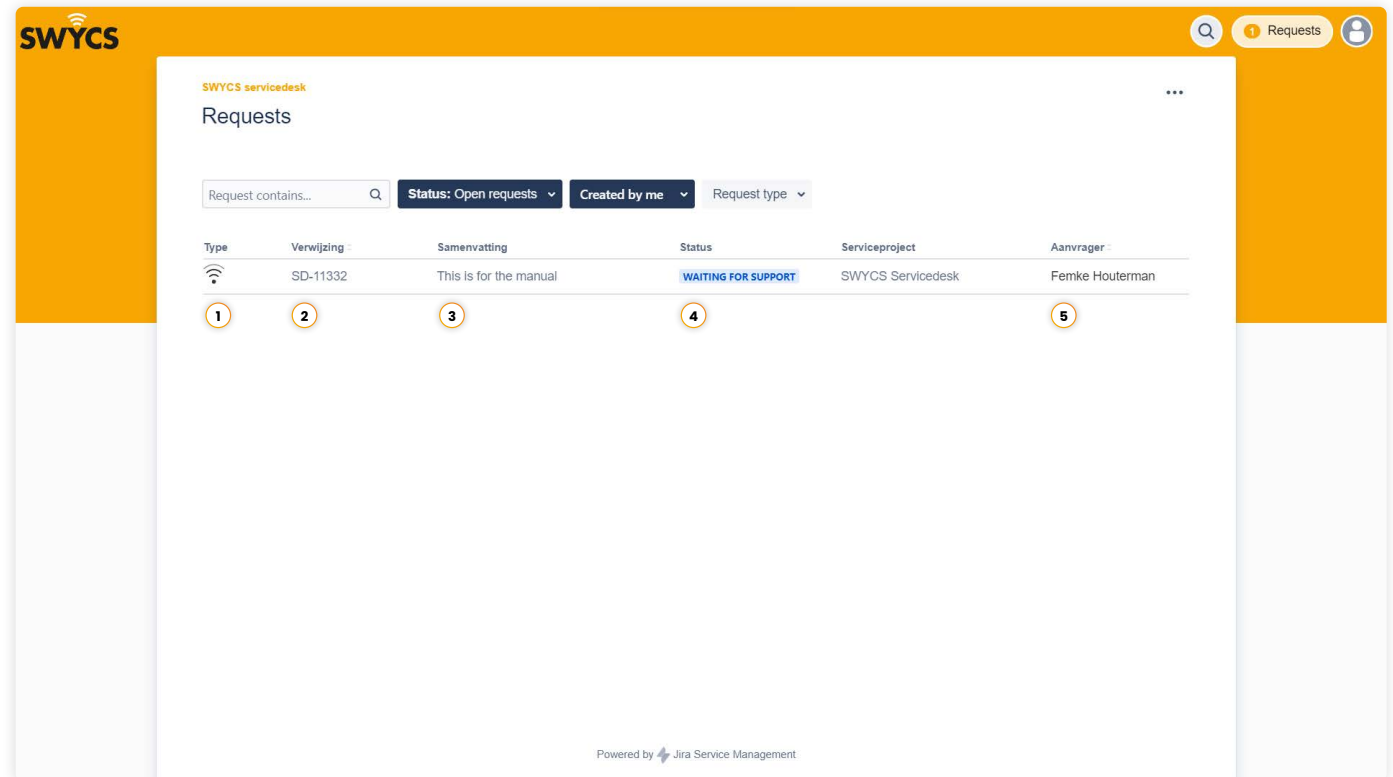 SWYCS
1 Requests
SWYCS servicedesk
Requests
Request contains...
Status: Open requests
Created by me
Request type
Type Verwijzing Samenvatting Status Serviceproject Aanvrager
SD-11332 This is for the manual WAITING FOR SUPPORT SWYCS Servicedesk Femke Houterman
1 2 3 4 5
Powered by Jira Service Management